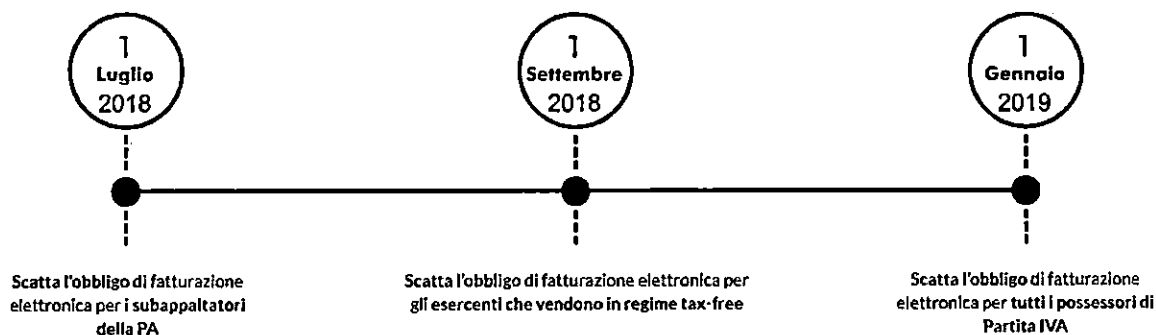 1
Luglio
2018
1
Settembre
2018
1
Gennaio
2019
Scatta l'obbligo di fatturazione
elettronica per i subappaltatori
della PA
Scatta l'obbligo di fatturazione elettronica per
gli esercenti che vendono in regime tax-free
Scatta l'obbligo di fatturazione
elettronica per tutti i possessori di
Partita IVA